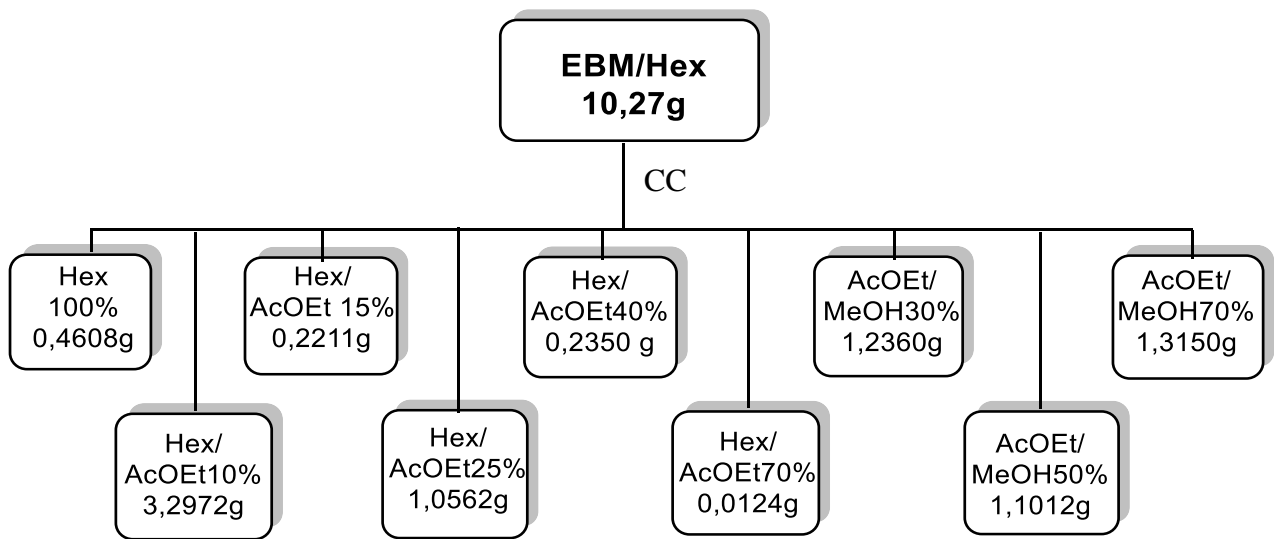 EBM/Hex
10,27g
CC
Hex
100%
0,4608g
Hex/
AcOEt10%
3,2972g
Hex/
AcOEt 15%
0,2211g
Hex/
AcOEt25%
1,0562g
Hex/
AcOEt40%
0,2350 g
Hex/
AcOEt70%
0,0124g
AcOEt/
MeOH30%
1,2360g
AcOEt/
MeOH50%
1,1012g
AcOEt/
MeOH70%
1,3150g